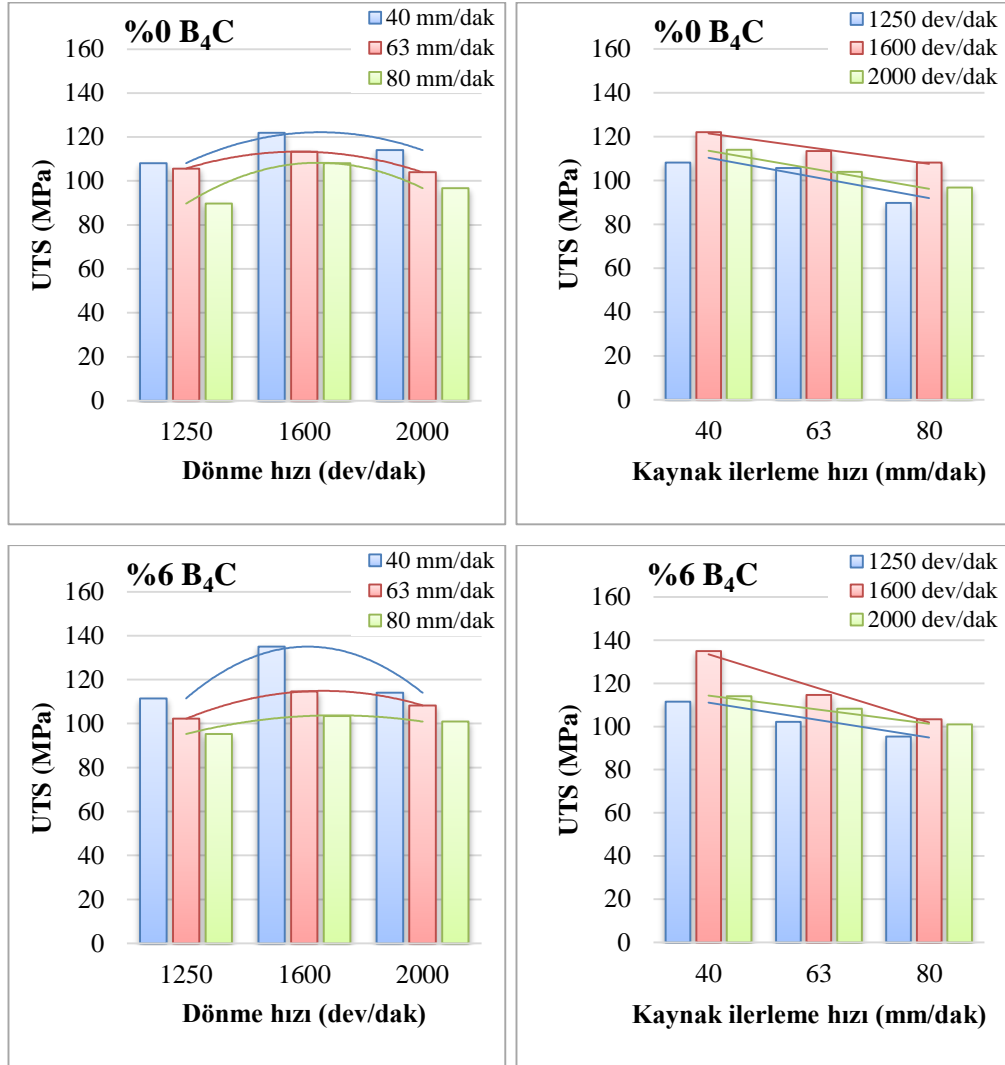 %0 B₄C
40 mm/dak
63 mm/dak
80 mm/dak
UTS (MPa)
160
140
120
100
80
60
40
20
0
1250 1600 2000
Dönme hızı (dev/dak)
%0 B₄C
1250 dev/dak
1600 dev/dak
2000 dev/dak
UTS (MPa)
160
140
120
100
80
60
40
20
0
40 63 80
Kaynak ilerleme hızı (mm/dak)
%6 B₄C
40 mm/dak
63 mm/dak
80 mm/dak
UTS (MPa)
160
140
120
100
80
60
40
20
0
1250 1600 2000
Dönme hızı (dev/dak)
%6 B₄C
1250 dev/dak
1600 dev/dak
2000 dev/dak
UTS (MPa)
160
140
120
100
80
60
40
20
0
40 63 80
Kaynak ilerleme hızı (mm/dak)